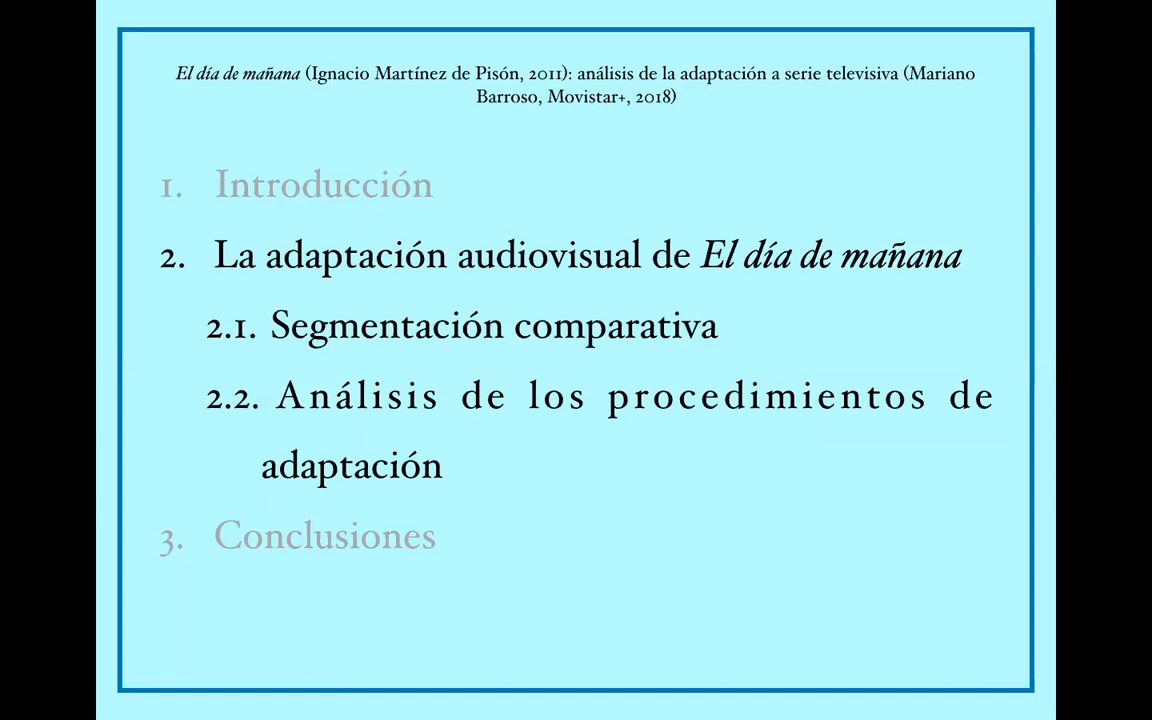 El día de mañana (Ignacio Martínez de Pisón, 2011): análisis de la adaptación a serie televisiva (Mariano
Barroso, Movistar+, 2018)
1. Introducción
2. La adaptación audiovisual de El día de mañana
2.1. Segmentación comparativa
2.2. Análisis de los procedimientos de
adaptación
3. Conclusiones